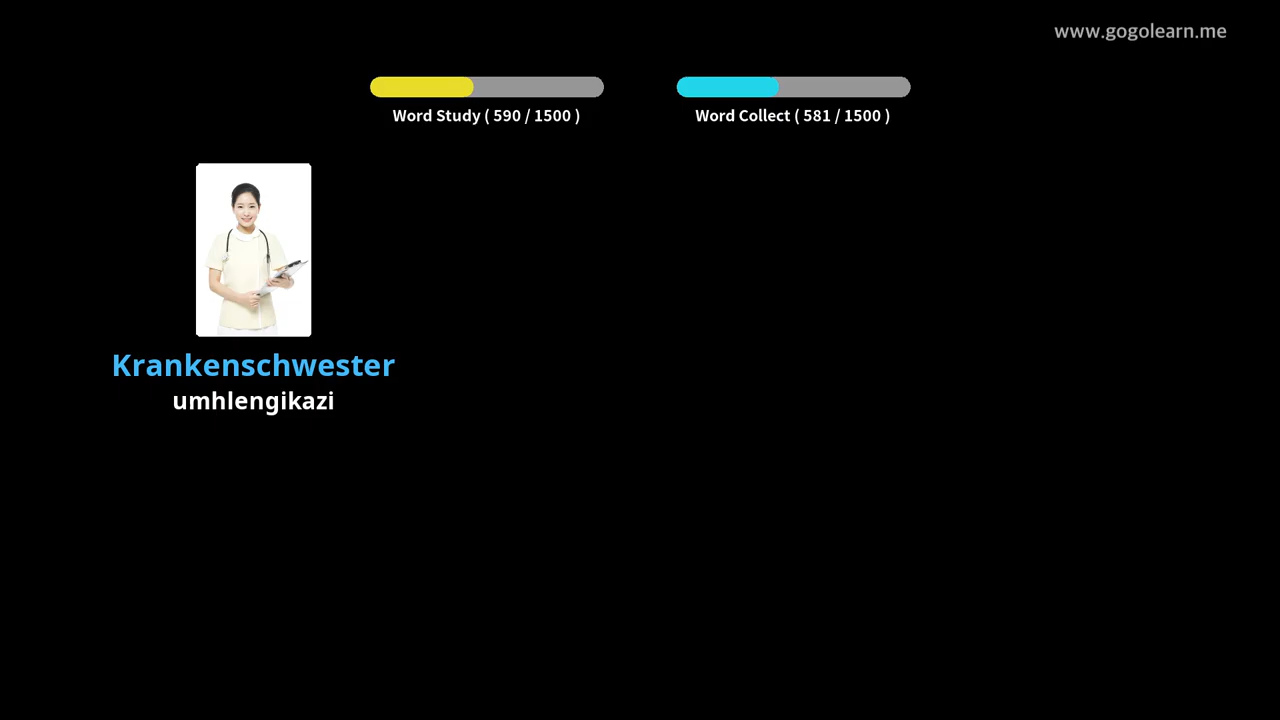 www.gogolearn.me
Word Study ( 590 / 1500 )
Word Collect ( 581 / 1500 )
Krankenschwester
umhlengikazi